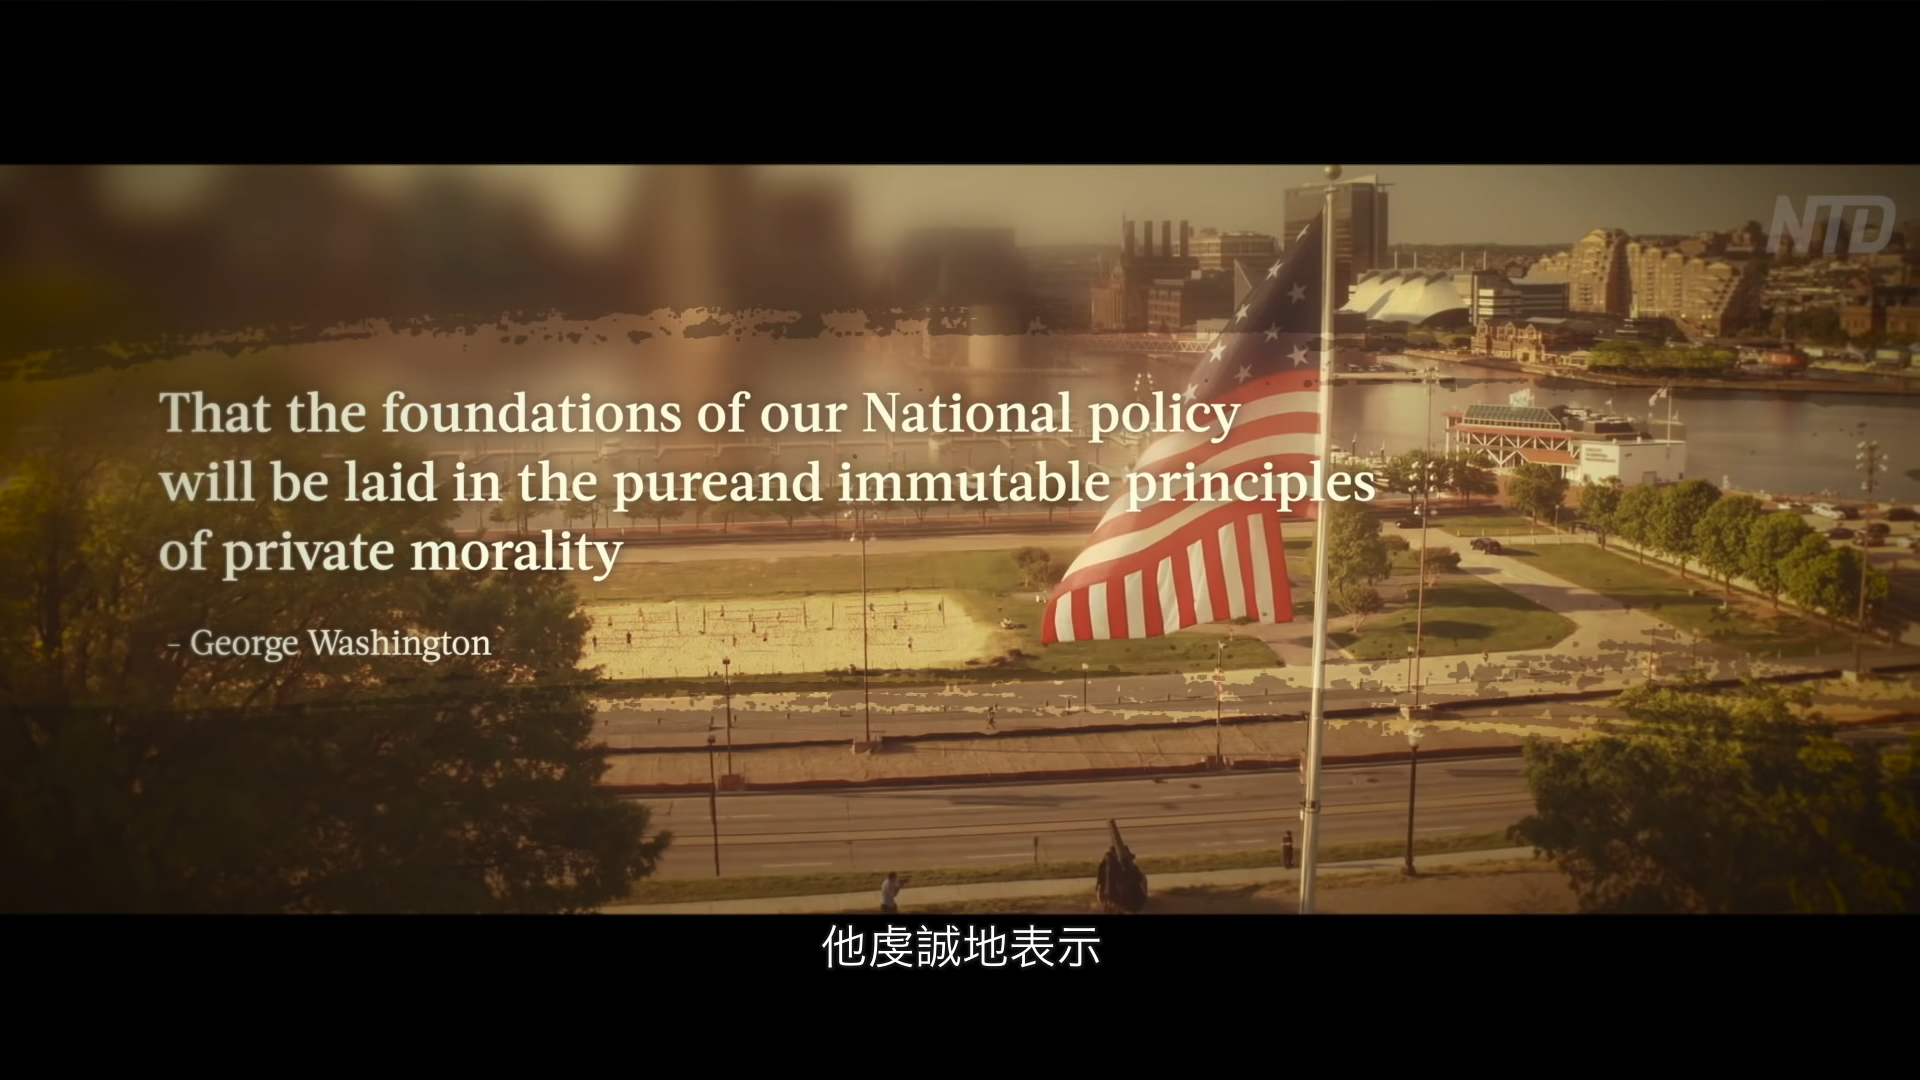 NTD
That the foundations of our National policy
will be laid in the pureand immutable principles
of private morality
– George Washington
他虔誠地表示